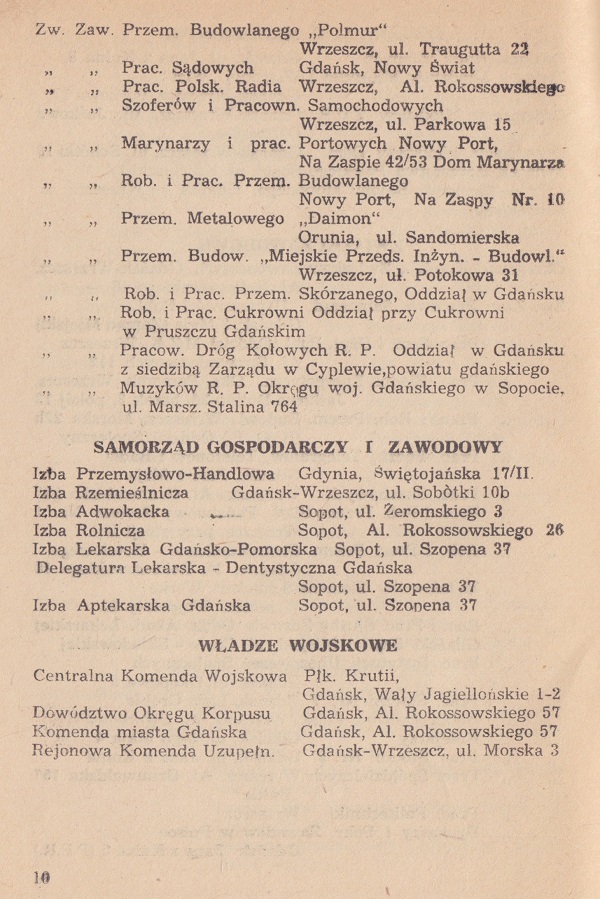 Zw. Zaw. Przem. Budowlanego „Polmur“
Wrzeszcz, ul. Traugutta 22
„ „ Prac. Sądowych Gdańsk, Nowy Świat
„ „ Prac. Polsk. Radia Wrzeszcz, Al. Rokossowskiego
„ „ Szoferów i Pracown. Samochodowych
Wrzeszcz, ul. Parkowa 15
„ „ Marynarzy i prac. Portowych Nowy Port,
Na Zaspie 42/53 Dom Marynarza
„ „ Rob. i Prac. Przem. Budowlanego
Nowy Port, Na Zaspy Nr. 10
„ „ Przem. Metalowego „Daimon“
Orunia, ul. Sandomierska
„ „ Przem. Budow. „Miejskie Przeds. Inżyn. - Budowl.“
Wrzeszcz, ul. Potokowa 31
„ „ Rob. i Prac. Przem. Skórzanego, Oddział w Gdańsku
„ „ Rob. i Prac. Cukrowni Oddział przy Cukrowni
w Pruszczu Gdańskim
„ „ Pracow. Dróg Kołowych R. P. Oddział w Gdańsku
z siedzibą Zarządu w Cyplewie,powiatu gdańskiego
„ „ Muzyków R. P. Okręgu woj. Gdańskiego w Sopocie,
ul. Marsz. Stalina 764
SAMORZĄD GOSPODARCZY I ZAWODOWY
Izba Przemysłowo-Handlowa Gdynia, Świętojańska 17/II
Izba Rzemieślnicza Gdańsk-Wrzeszcz, ul. Sobòtki 10b
Izba Adwokacka Sopot, ul. Żeromskiego 3
Izba Rolnicza Sopot, Al. Rokossowskiego 26
Izba Lekarska Gdańsko-Pomorska Sopot, ul. Szopena 37
Delegatura Lekarska - Dentystyczna Gdańska
Sopot, ul. Szopena 37
Izba Aptekarska Gdańska Sopot, ul. Szopena 37
WŁADZE WOJSKOWE
Centralna Komenda Wojskowa Płk. Krutii,
Gdańsk, Wały Jagiellońskie 1-2
Dowództwo Okręgu Korpusu Gdańsk, Al. Rokossowskiego 57
Komenda miasta Gdańska Gdańsk, Al. Rokossowskiego 57
Rejonowa Komenda Uzupełn. Gdańsk-Wrzeszcz, ul. Morska 3
10